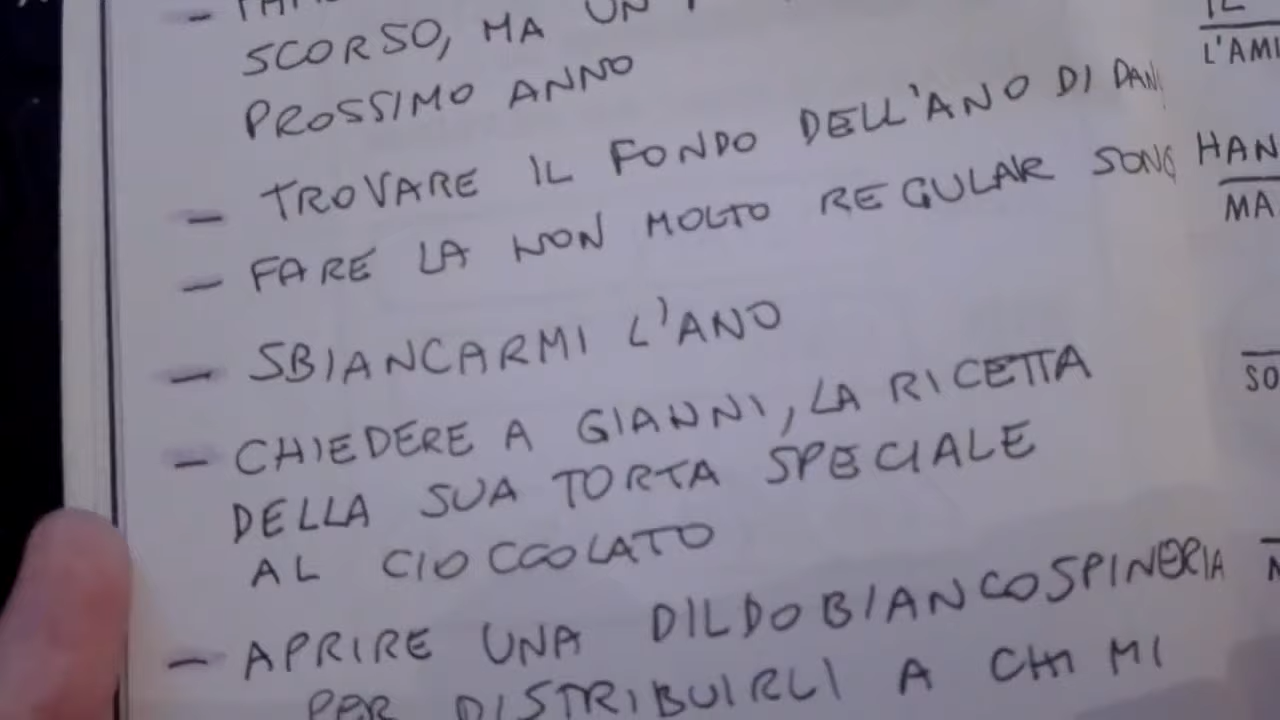 SCORSO, MA UN
PROSSIMO ANNO
- TROVARE IL FONDO DELL'ANO DI DAN
- FARE LA NON MOLTO REGULAR SONG
- SBIANCARMI L'ANO
- CHIEDERE A GIANNI, LA RICETTA
DELLA SUA TORTA SPECIALE
AL CIOCCOLATO
- APRIRE UNA DILDOBIANCOSPINERIA
PER DISTRIBUIRLI A CHI MI
IL
L'AMI
HAN
MA
SO